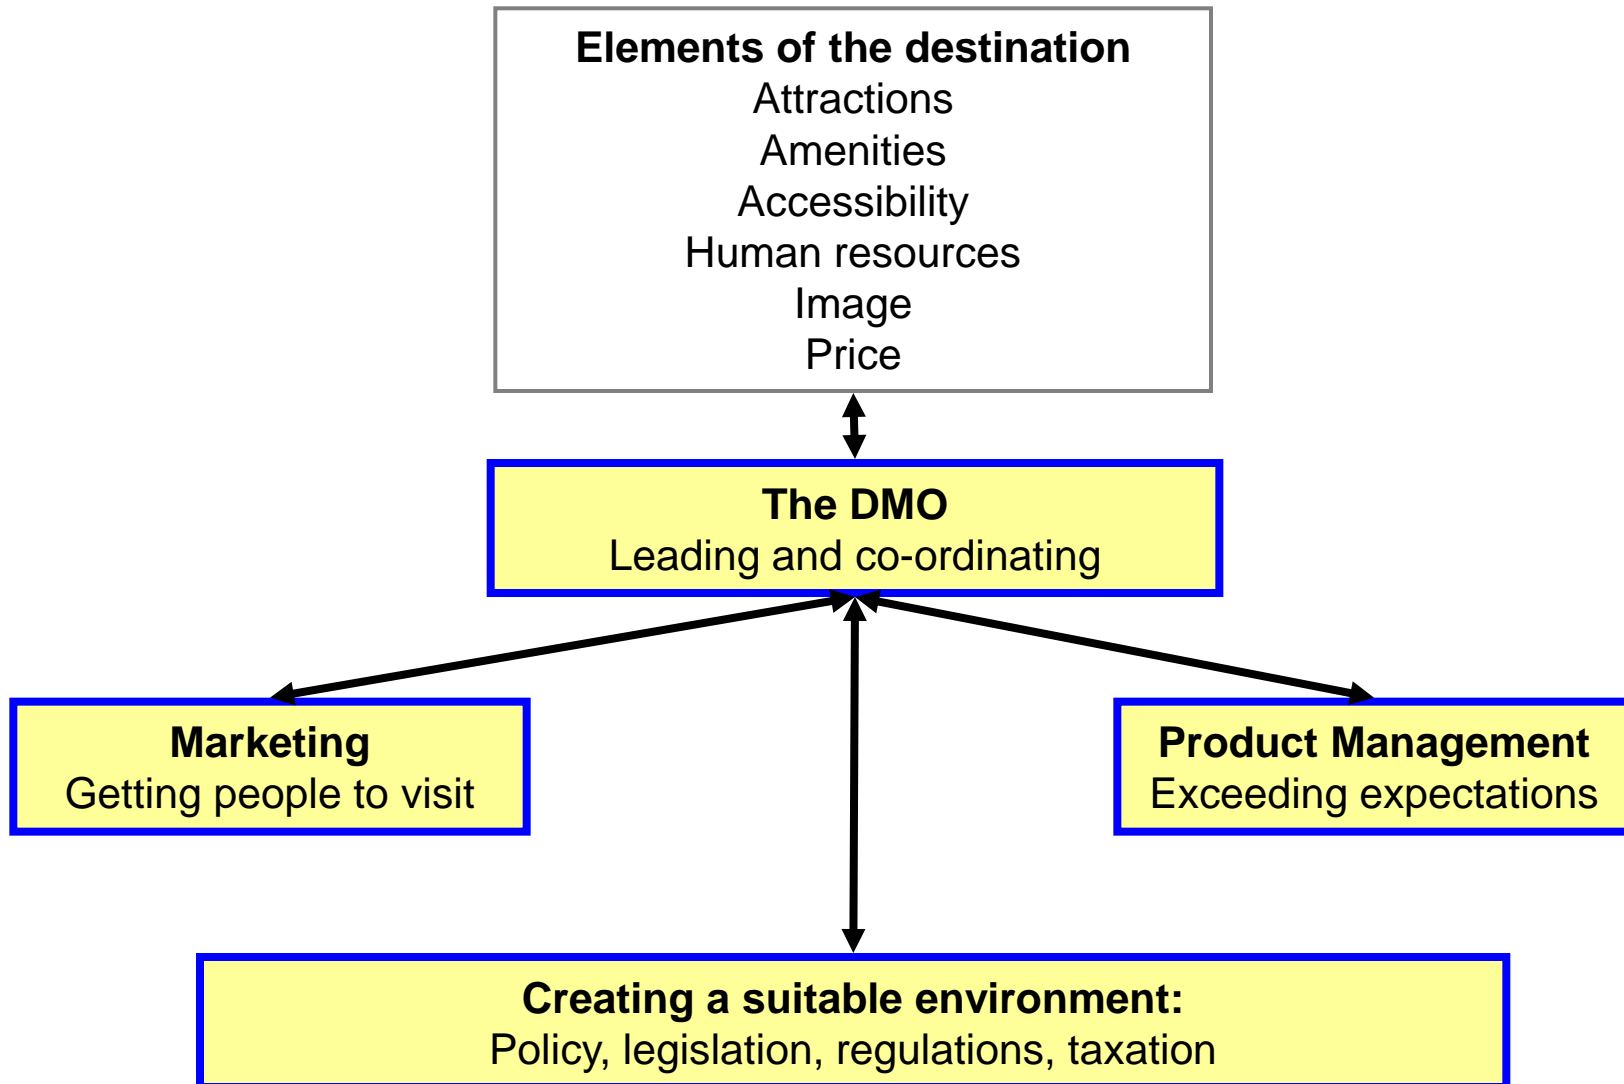 Elements of the destination
Attractions
Amenities
Accessibility
Human resources
Image
Price
The DMO
Leading and co-ordinating
Marketing
Getting people to visit
Product Management
Exceeding expectations
Creating a suitable environment:
Policy, legislation, regulations, taxation